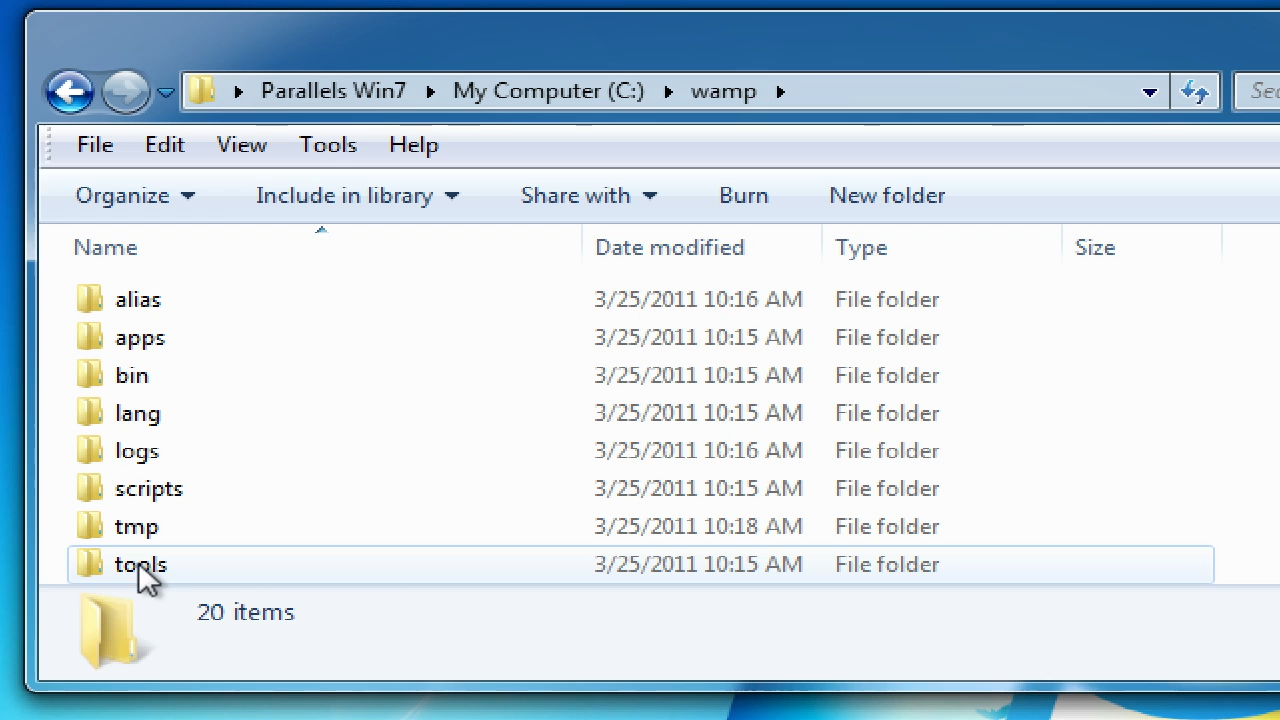 Parallels Win7 My Computer (C:) wamp
File Edit View Tools Help
Organize Include in library Share with Burn New folder
Name Date modified Type Size
alias 3/25/2011 10:16 AM File folder
apps 3/25/2011 10:15 AM File folder
bin 3/25/2011 10:15 AM File folder
lang 3/25/2011 10:15 AM File folder
logs 3/25/2011 10:16 AM File folder
scripts 3/25/2011 10:15 AM File folder
tmp 3/25/2011 10:18 AM File folder
tools 3/25/2011 10:15 AM File folder
20 items